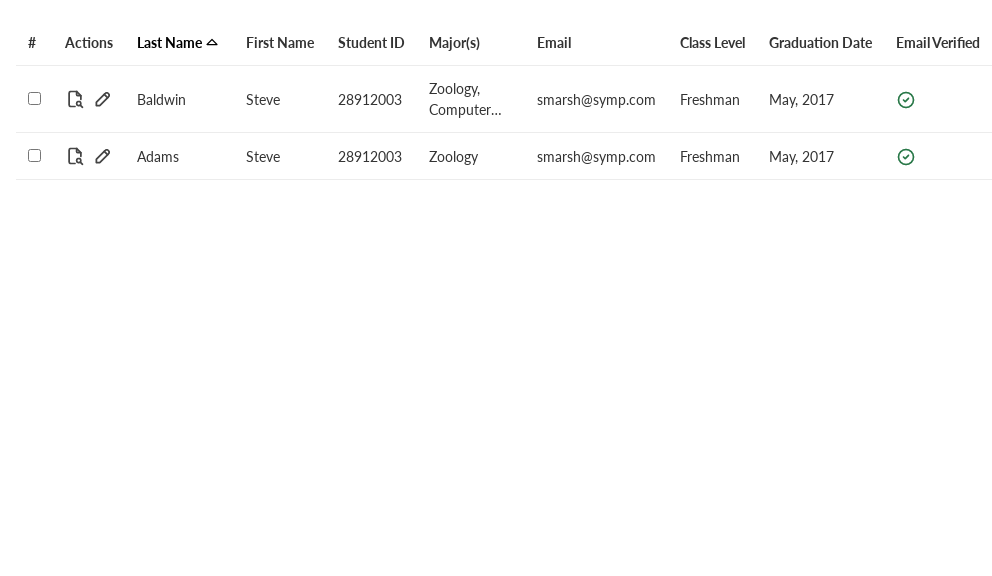 # Actions Last Name First Name Student ID Major(s) Email Class Level Graduation Date Email Verified
Baldwin Steve 28912003 Zoology, Computer... smarsh@symp.com Freshman May, 2017
Adams Steve 28912003 Zoology smarsh@symp.com Freshman May, 2017